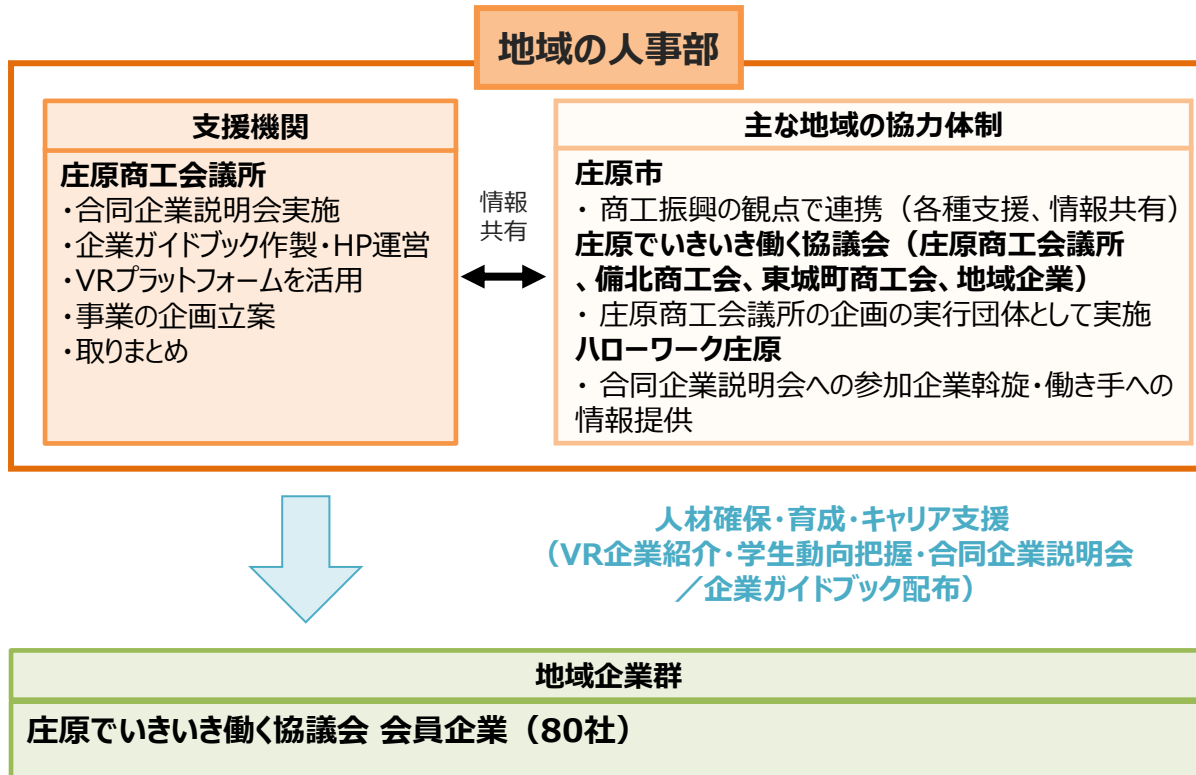 地域の人事部
支援機関
庄原商工会議所
・合同企業説明会実施
・企業ガイドブック作製・HP運営
・VRプラットフォームを活用
・事業の企画立案
・取りまとめ
情報
共有
主な地域の協力体制
庄原市
・ 商工振興の観点で連携（各種支援、情報共有）
庄原でいきいき働く協議会（庄原商工会議所
、備北商工会、東城町商工会、地域企業）
・ 庄原商工会議所の企画の実行団体として実施
ハローワーク庄原
・ 合同企業説明会への参加企業斡旋・働き手への
情報提供
人材確保・育成・キャリア支援
（VR企業紹介・学生動向把握・合同企業説明会
／企業ガイドブック配布）
地域企業群
庄原でいきいき働く協議会 会員企業（80社）